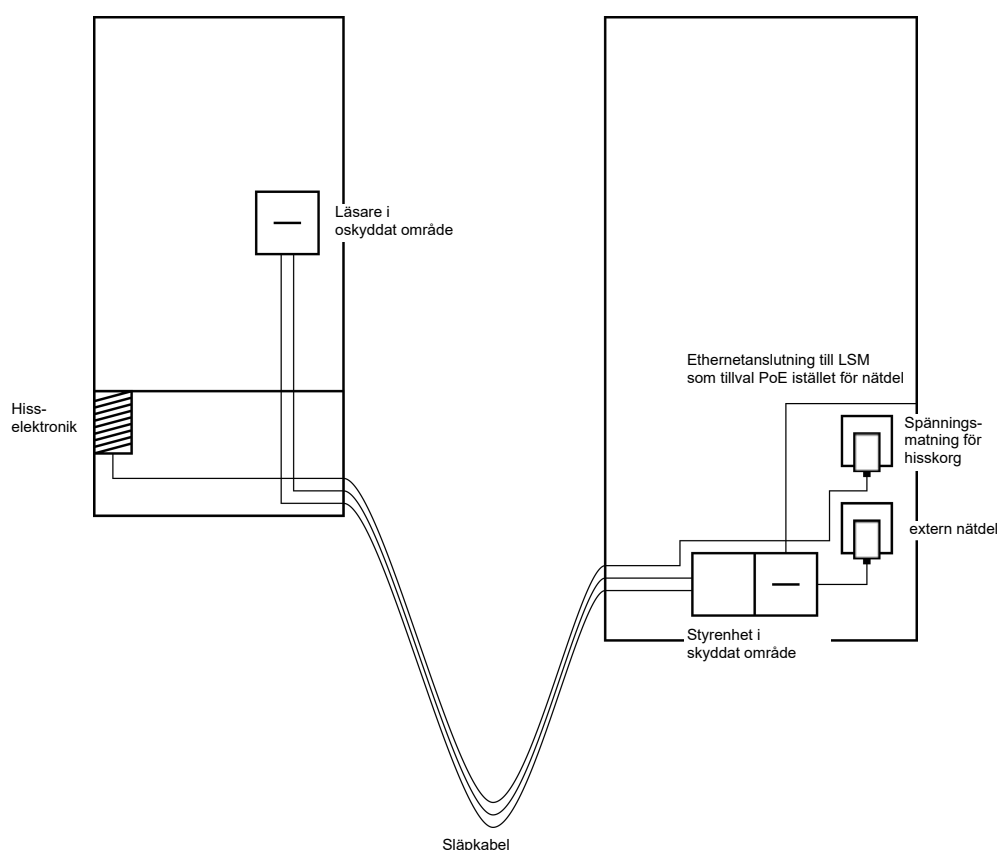 Läsare i
oskyddat område
Ethernetanslutning till LSM
som tillval PoE istället för nätdel
Hiss-
elektronik
Spännings-
matning för
hisskorg
extern nätdel
Styrenhet i
skyddat område
Släpkabel